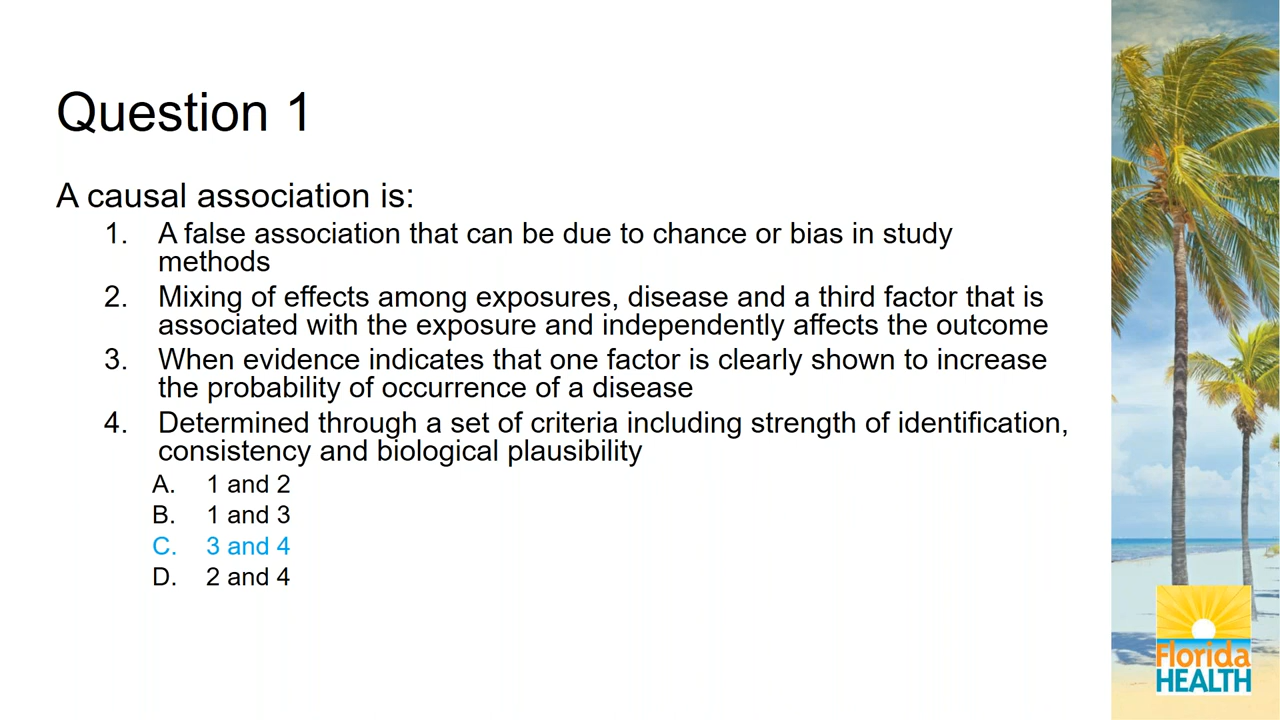 Question 1
A causal association is:
1. A false association that can be due to chance or bias in study
methods
2. Mixing of effects among exposures, disease and a third factor that is
associated with the exposure and independently affects the outcome
3. When evidence indicates that one factor is clearly shown to increase
the probability of occurrence of a disease
4. Determined through a set of criteria including strength of identification,
consistency and biological plausibility
A. 1 and 2
B. 1 and 3
C. 3 and 4
D. 2 and 4
Florida
HEALTH